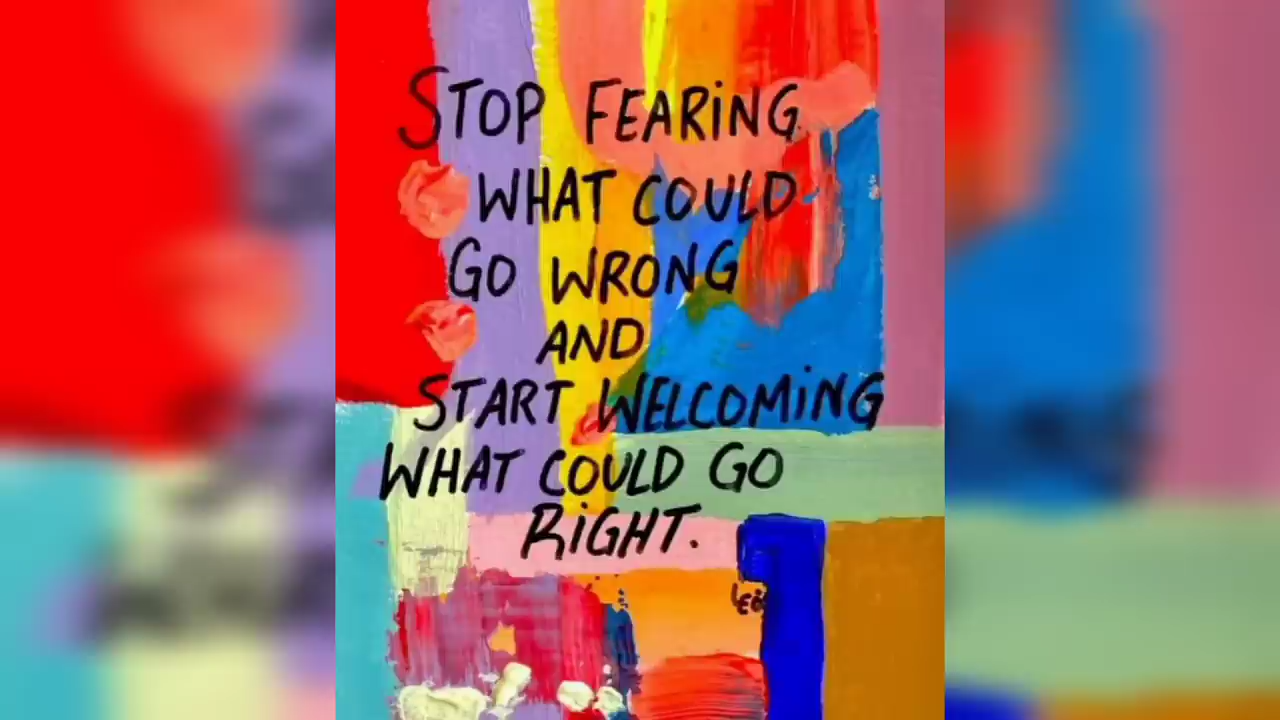 STOP FEARING
WHAT COULD
GO WRONG
AND
START WELCOMING
WHAT COULD GO
RIGHT.